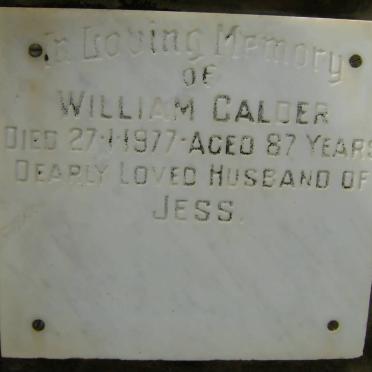 In Loving Memory
OF
WILLIAM CALDER
DIED 27-1-1977-AGED 87 YEARS
DEARLY LOVED HUSBAND OF
JESS.